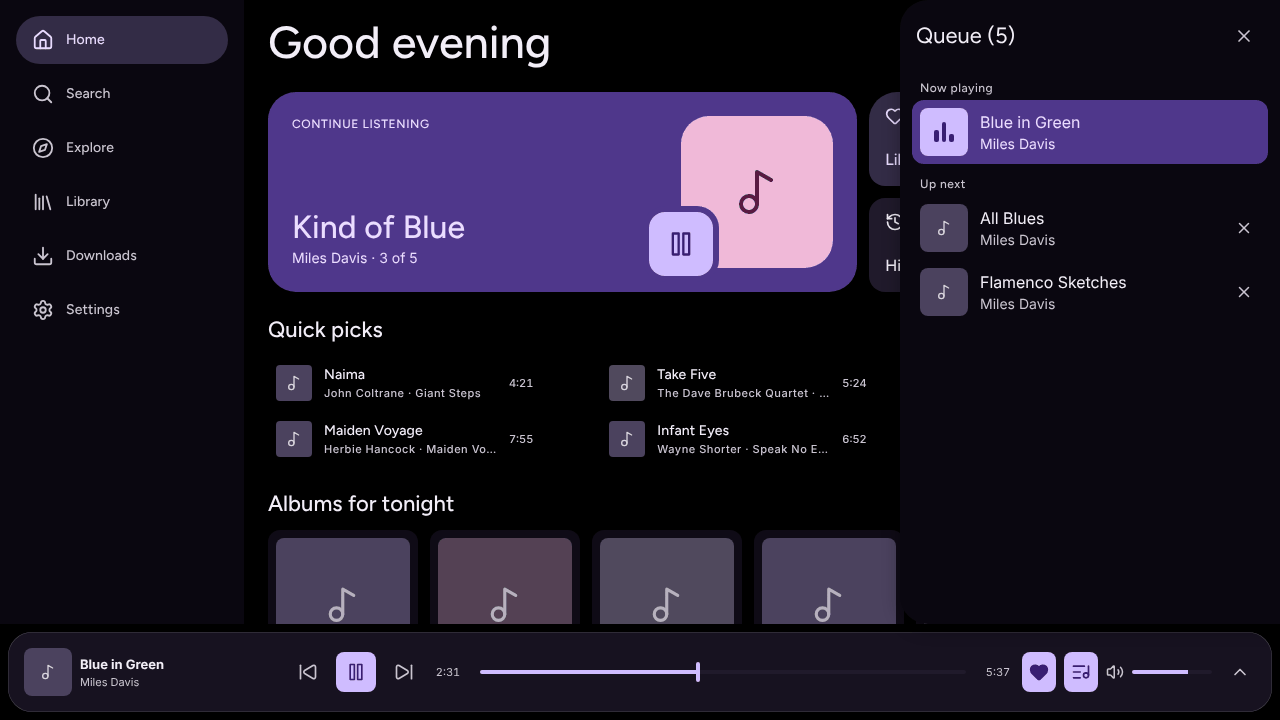 Home
Search
Explore
Library
Downloads
Settings
Good evening
CONTINUE LISTENING
Kind of Blue
Miles Davis · 3 of 5
Quick picks
Naima
John Coltrane · Giant Steps
4:21
Take Five
The Dave Brubeck Quartet · ...
5:24
Maiden Voyage
Herbie Hancock · Maiden Vo...
7:55
Infant Eyes
Wayne Shorter · Speak No E...
6:52
Albums for tonight
Queue (5)
Now playing
Blue in Green
Miles Davis
Up next
All Blues
Miles Davis
Flamenco Sketches
Miles Davis
Blue in Green
Miles Davis
2:31
5:37